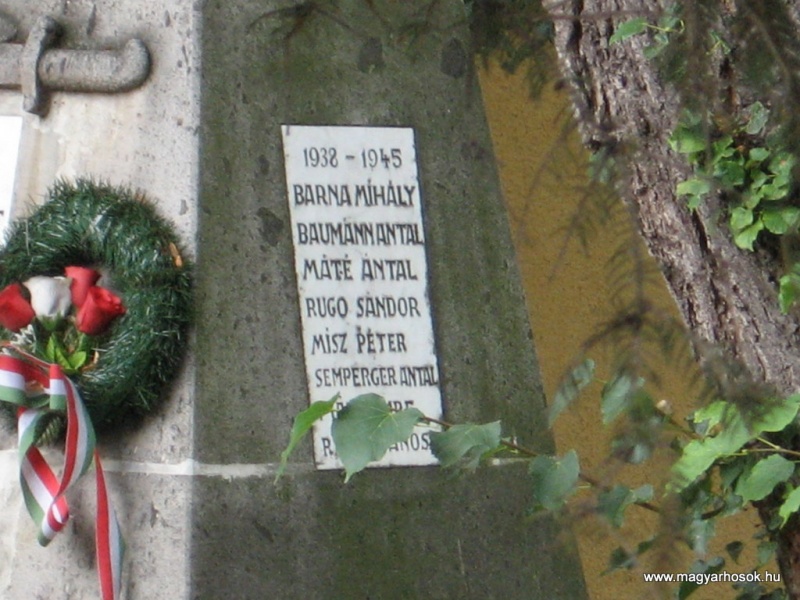 1938 - 1945
BARNA MIHÁLY
BAUMANN ANTAL
MÁTÉ ANTAL
RUGO SÁNDOR
MISZ PÉTER
SEMPERGER ANTAL
www.magyarhosok.hu